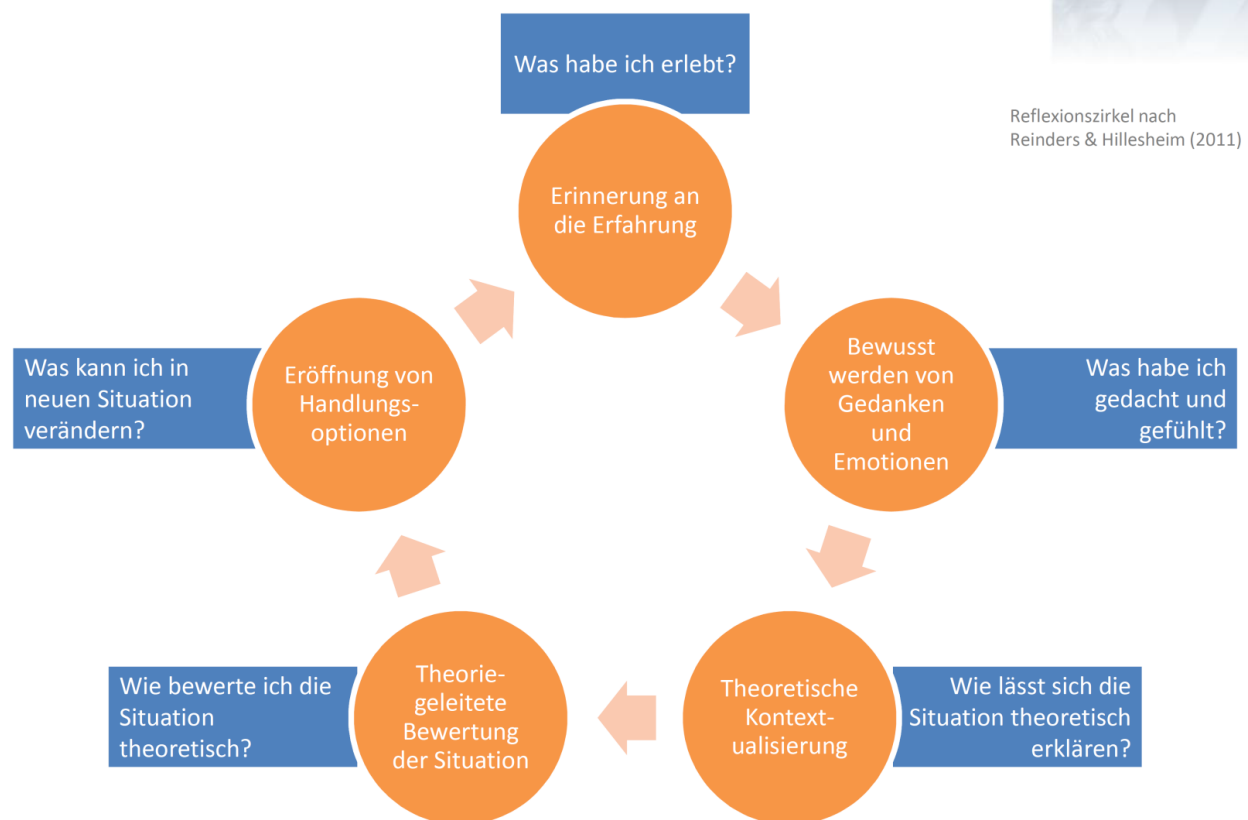 Was habe ich erlebt?
Reflexionszirkel nach
Reinders & Hillesheim (2011)
Erinnerung an
die Erfahrung
Bewusst
werden von
Gedanken
und
Emotionen
Was habe ich
gedacht und
gefühlt?
Theoretische
Kontext-
ualisierung
Wie lässt sich die
Situation theoretisch
erklären?
Theorie-
geleitete
Bewertung
der Situation
Wie bewerte ich die
Situation
theoretisch?
Eröffnung von
Handlungs-
optionen
Was kann ich in
neuen Situation
verändern?